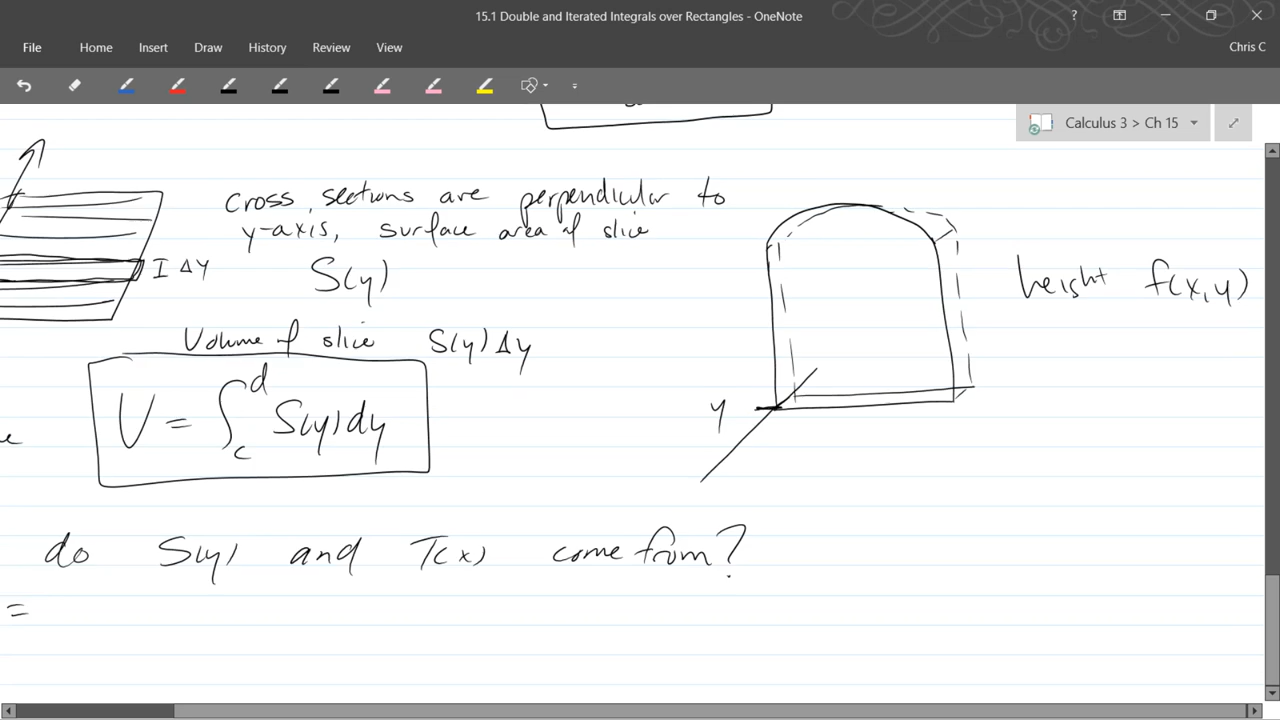 15.1 Double and Iterated Integrals over Rectangles - OneNote
?
File Home Insert Draw History Review View
Chris C
Calculus 3 > Ch 15
cross sections are perpendicular to
y-axis, surface area of slice
I Δy
S(y)
height f(x,y)
Volume of slice S(y) Δy
V = ∫_c^d S(y) dy
y
do S(y) and T(x) come from?
=